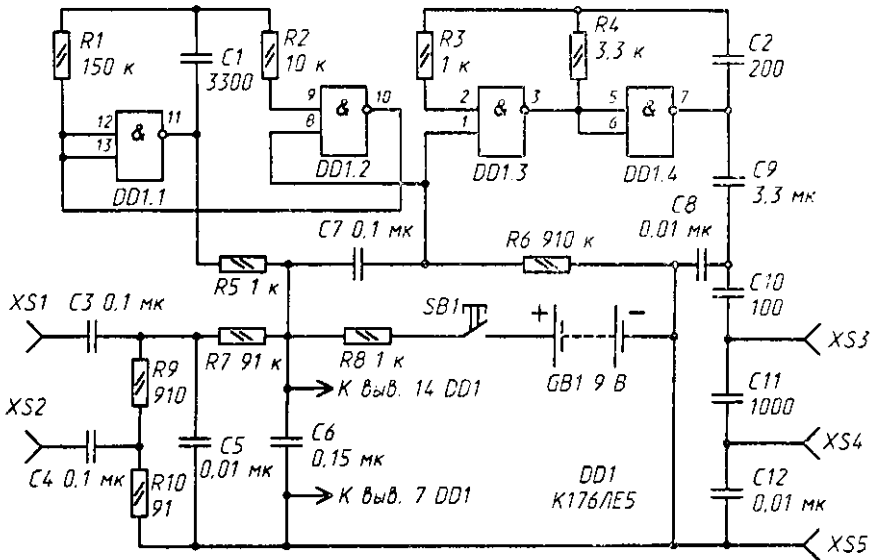 R1
150 к
C1
3300
R2
10 к
R3
1 к
R4
3,3 к
C2
200
12
13
&
11
DD1.1
9
8
&
10
DD1.2
2
1
&
3
DD1.3
5
6
&
7
DD1.4
C9
3,3 мк
C8
0,01 мк
C7 0,1 мк
R6 910 к
R5 1 к
C10
100
XS1
C3 0,1 мк
R7 91 к
R8 1 к
SB1
+
-
GB1 9 В
XS3
R9
910
К выв. 14 DD1
C11
1000
XS2
C4 0,1 мк
R10
91
C5
0,01 мк
C6
0,15 мк
К выв. 7 DD1
DD1
К176ЛЕ5
XS4
C12
0,01 мк
XS5